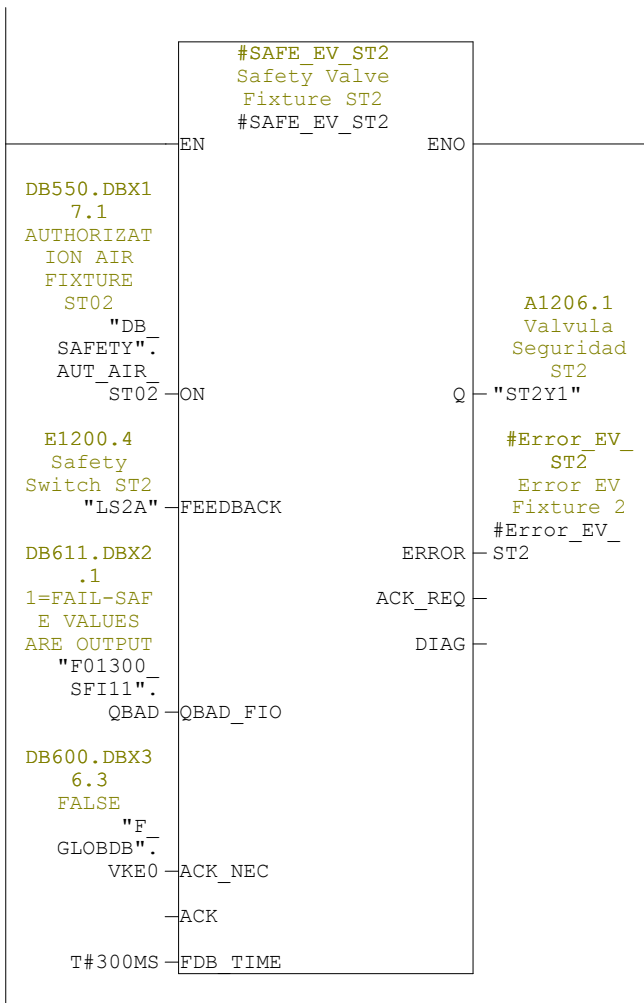 #SAFE_EV_ST2
Safety Valve
Fixture ST2
#SAFE_EV_ST2
EN
ENO
DB550.DBX1
7.1
AUTHORIZAT
ION AIR
FIXTURE
ST02
"DB_
SAFETY".
AUT_AIR_
ST02
ON
A1206.1
Valvula
Seguridad
ST2
Q
"ST2Y1"
E1200.4
Safety
Switch ST2
"LS2A"
FEEDBACK
#Error_EV_
ST2
Error EV
Fixture 2
#Error_EV_
ERROR
ST2
DB611.DBX2
.1
1=FAIL-SAF
E VALUES
ARE OUTPUT
"F01300_
SFI11".
QBAD
QBAD_FIO
ACK_REQ
DIAG
DB600.DBX3
6.3
FALSE
"F_
GLOBDB".
VKE0
ACK_NEC
ACK
T#300MS
FDB_TIME